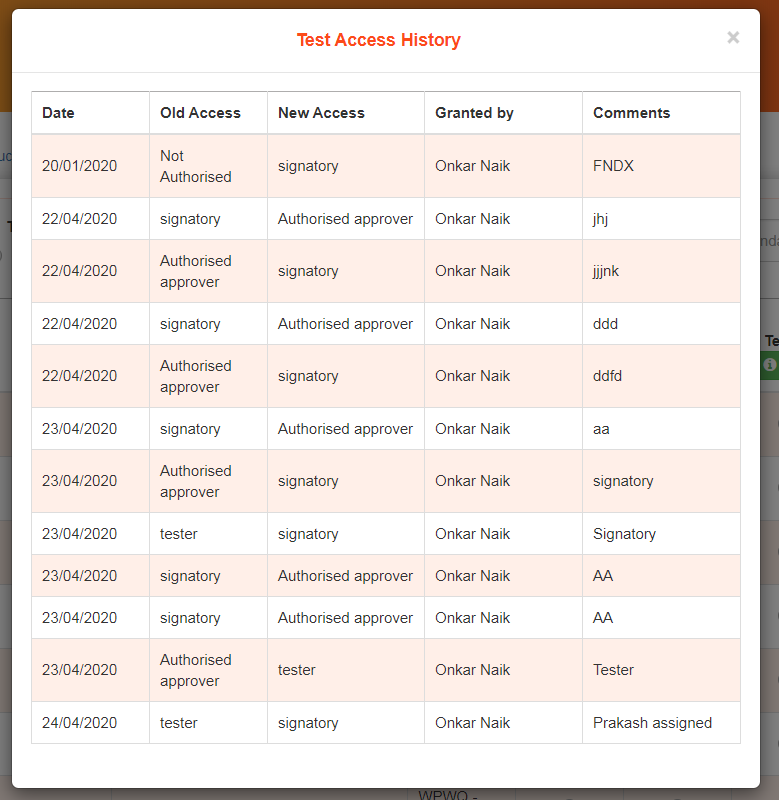 Test Access History ×
Date Old Access New Access Granted by Comments
20/01/2020 Not Authorised signatory Onkar Naik FNDX
22/04/2020 signatory Authorised approver Onkar Naik jhj
22/04/2020 Authorised approver signatory Onkar Naik jjjnk
22/04/2020 signatory Authorised approver Onkar Naik ddd
22/04/2020 Authorised approver signatory Onkar Naik ddfd
23/04/2020 signatory Authorised approver Onkar Naik aa
23/04/2020 Authorised approver signatory Onkar Naik signatory
23/04/2020 tester signatory Onkar Naik Signatory
23/04/2020 signatory Authorised approver Onkar Naik AA
23/04/2020 signatory Authorised approver Onkar Naik AA
23/04/2020 Authorised approver tester Onkar Naik Tester
24/04/2020 tester signatory Onkar Naik Prakash assigned